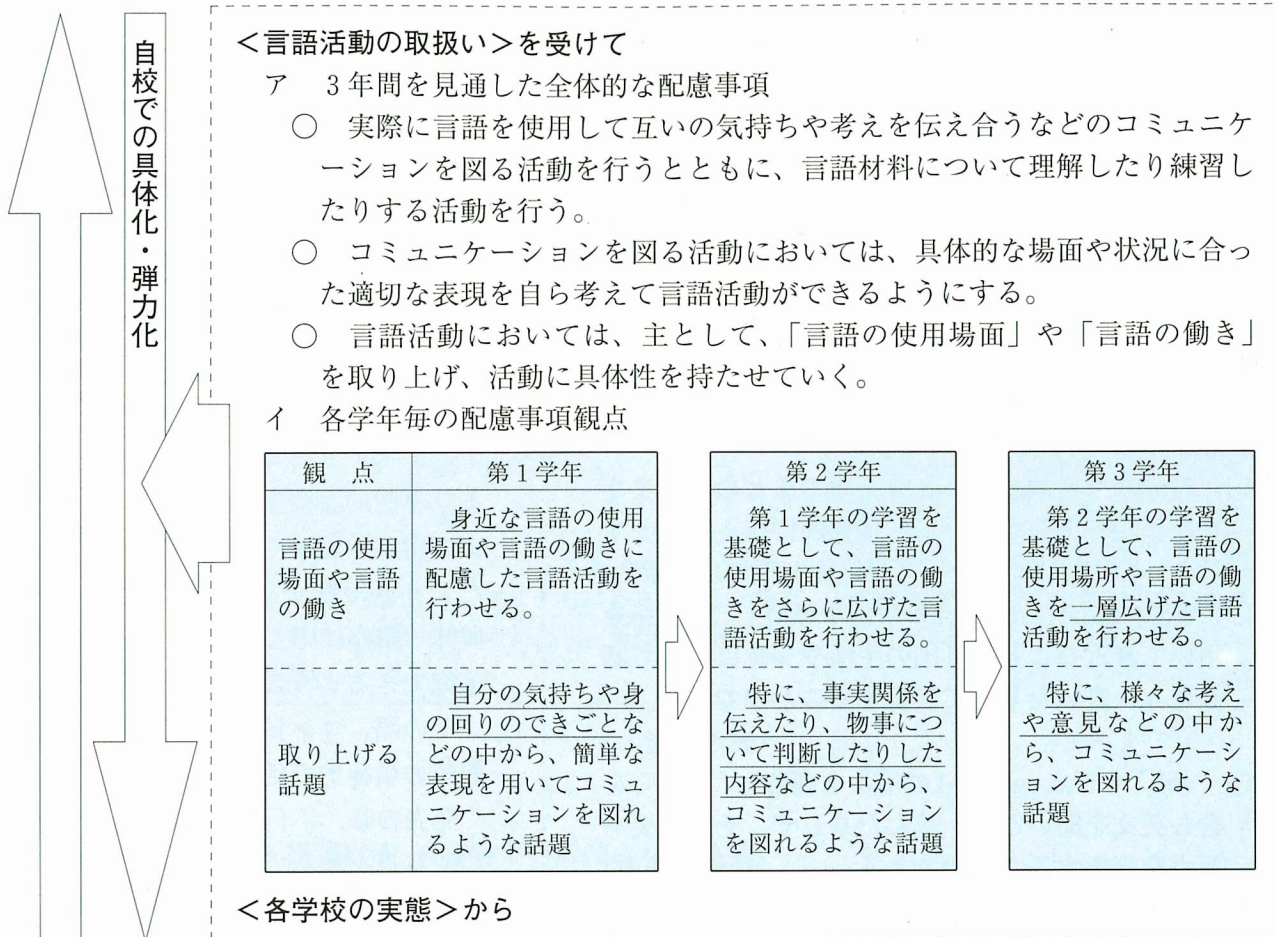 自校での具体化・弾力化
＜言語活動の取扱い＞を受けて
ア　3年間を見通した全体的な配慮事項
○　実際に言語を使用して互いの気持ちや考えを伝え合うなどのコミュニケ
ーションを図る活動を行うとともに、言語材料について理解したり練習し
たりする活動を行う。
○　コミュニケーションを図る活動においては、具体的な場面や状況に合っ
た適切な表現を自ら考えて言語活動ができるようにする。
○　言語活動においては、主として、「言語の使用場面」や「言語の働き」
を取り上げ、活動に具体性を持たせていく。
イ　各学年毎の配慮事項観点
観　点
第1学年
言語の使用
場面や言語
の働き
身近な言語の使用
場面や言語の働きに
配慮した言語活動を
行わせる。
取り上げる
話題
自分の気持ちや身
の回りのできごとな
どの中から、簡単な
表現を用いてコミュ
ニケーションを図れ
るような話題
第2学年
第1学年の学習を
基礎として、言語の
使用場面や言語の働
きをさらに広げた言
語活動を行わせる。
特に、事実関係を
伝えたり、物事につ
いて判断したりした
内容などの中から、
コミュニケーション
を図れるような話題
第3学年
第2学年の学習を
基礎として、言語の
使用場所や言語の働
きを一層広げた言語
活動を行わせる。
特に、様々な考え
や意見などの中か
ら、コミュニケーシ
ョンを図れるような
話題
＜各学校の実態＞から